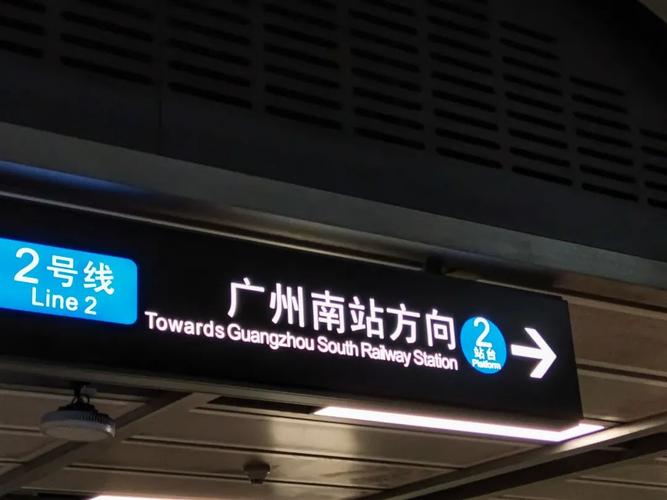 2号线
Line 2
广州南站方向
Towards Guangzhou South Railway Station
2
站台
Platform